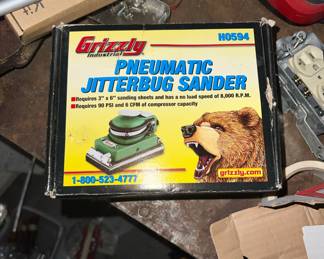 Grizzly
Industrial
H0594
PNEUMATIC
JITTERBUG SANDER
■Requires 3" x 6" sanding sheets and has a no load speed of 8,000 R.P.M.
■Requires 90 PSI and 6 CFM of compressor capacity
1-800-523-4777
grizzly.com